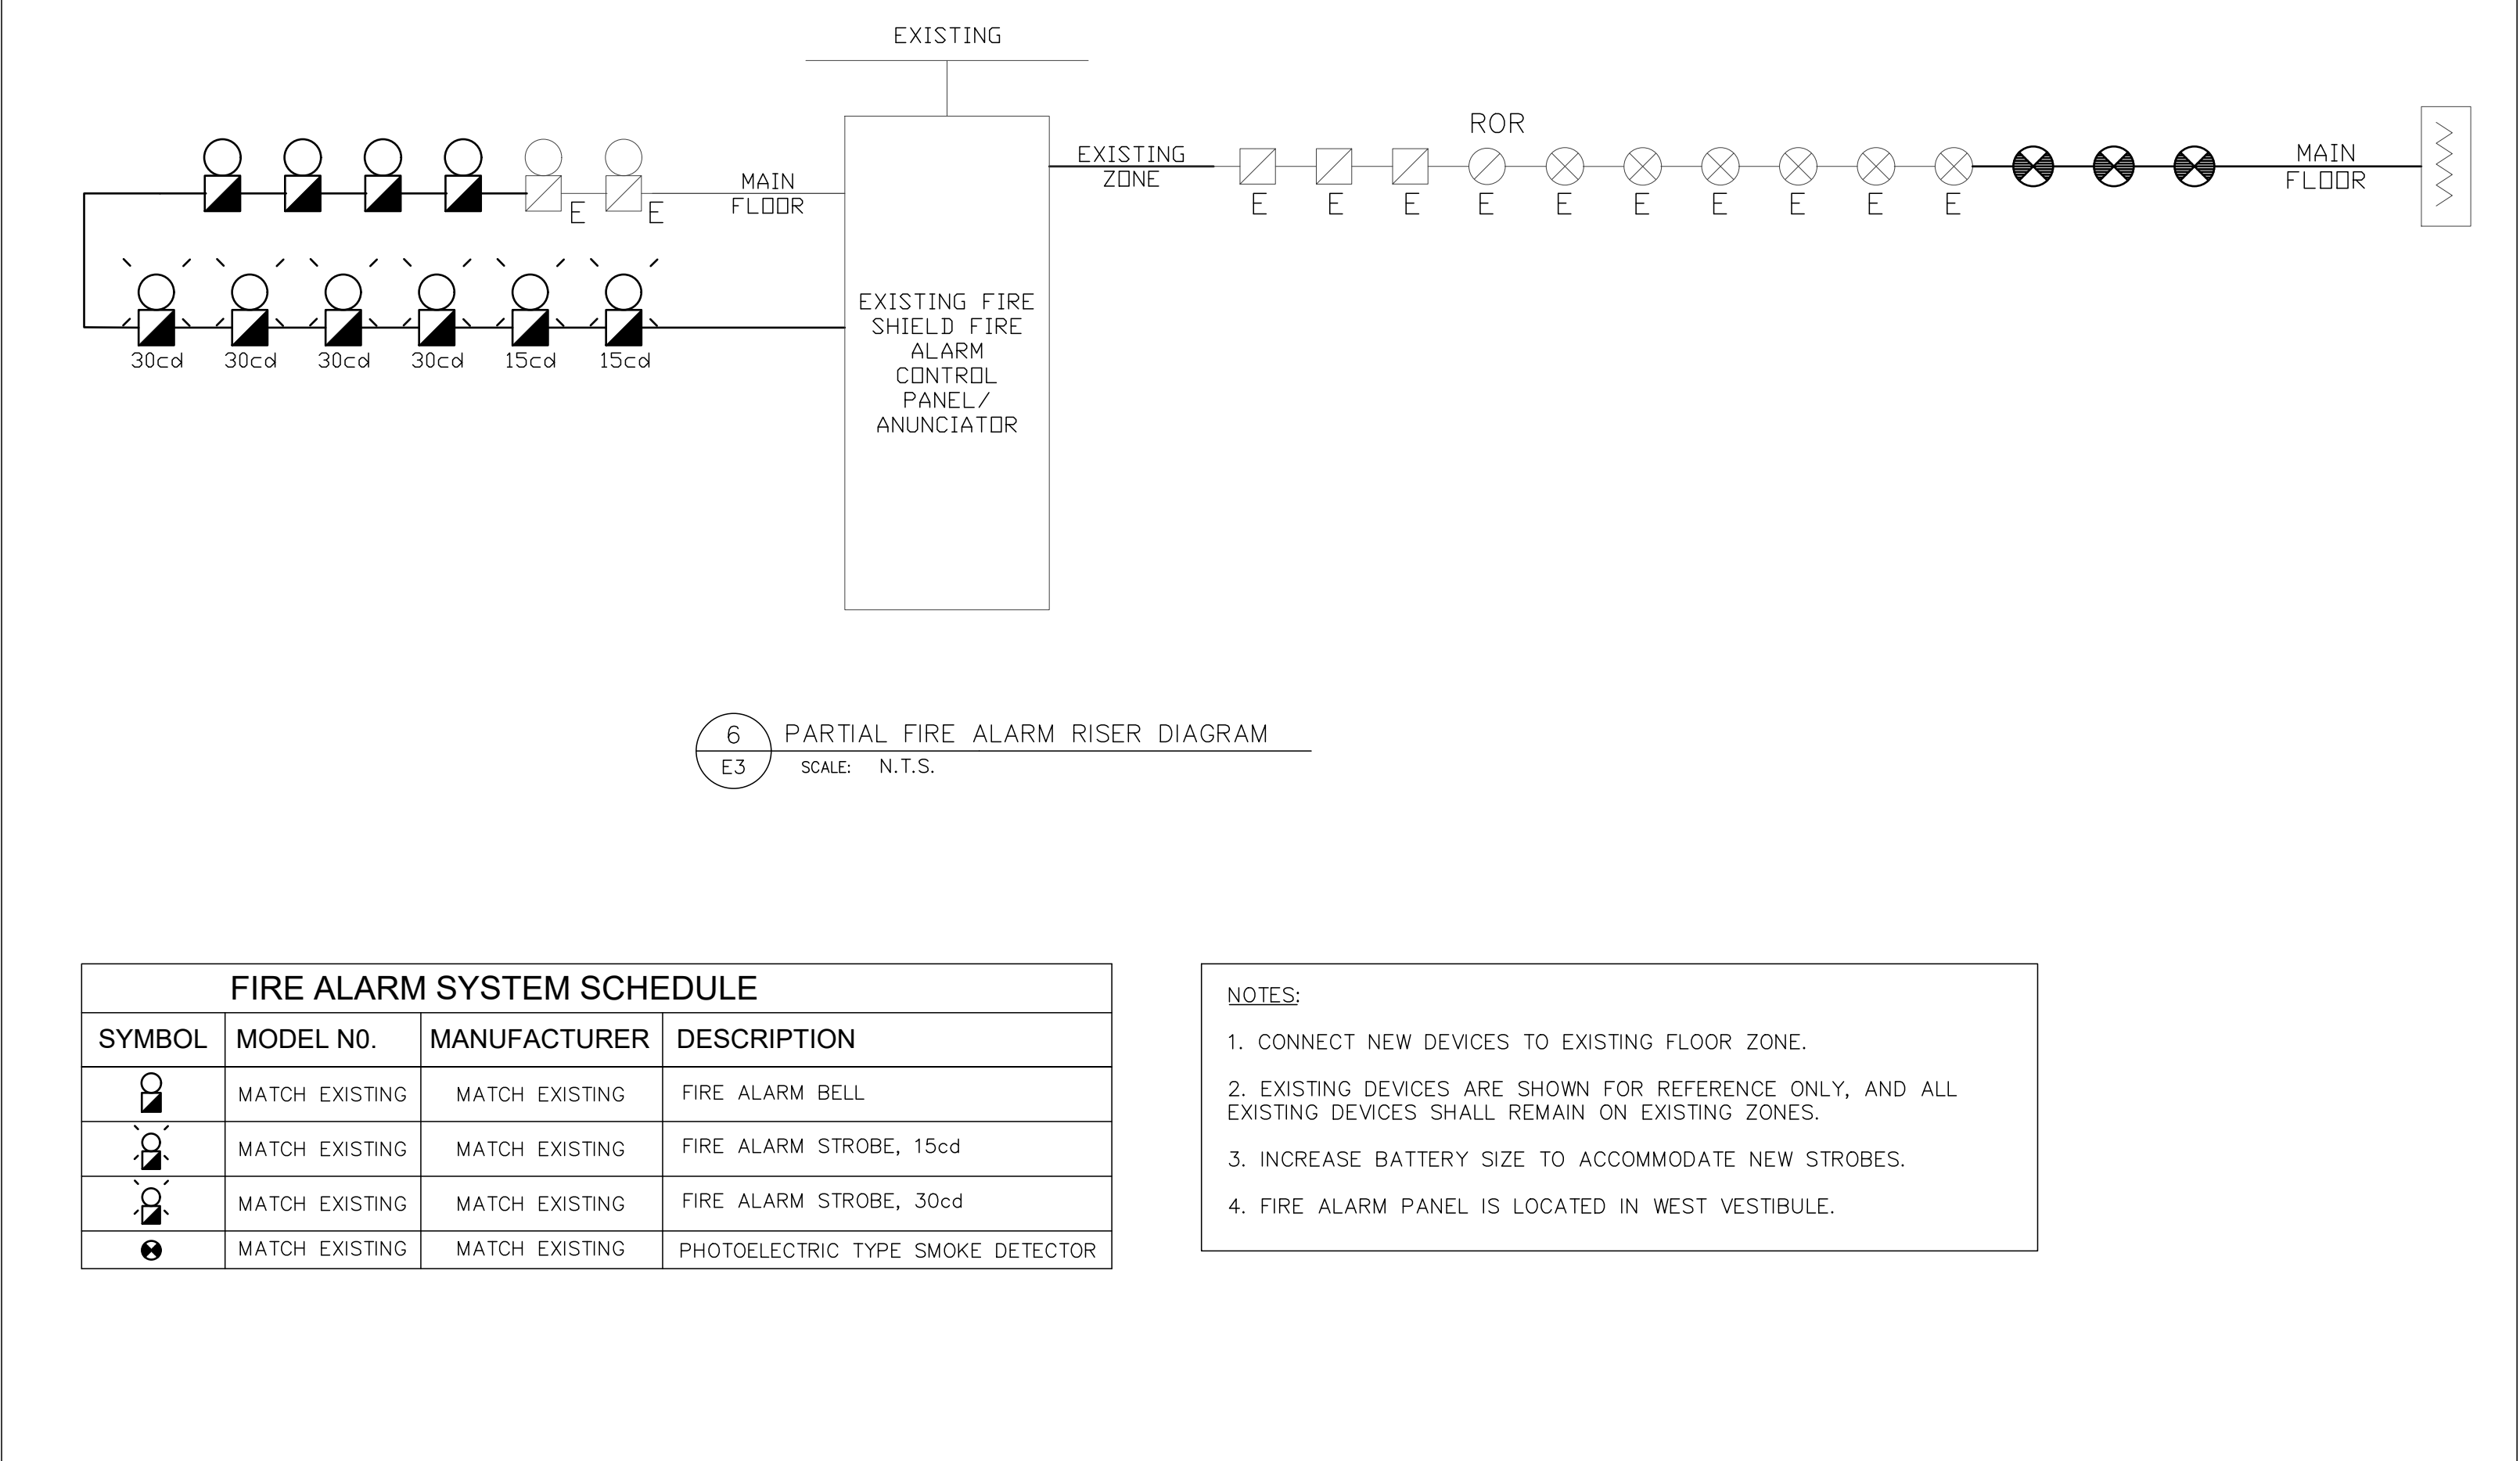 EXISTING
ROR
MAIN
FLOOR
EXISTING
ZONE
MAIN
FLOOR
E E
E E E E E E E E E E
30cd 30cd 30cd 30cd 15cd 15cd
EXISTING FIRE
SHIELD FIRE
ALARM
CONTROL
PANEL/
ANUNCIATOR
6
E3
PARTIAL FIRE ALARM RISER DIAGRAM
SCALE: N.T.S.
FIRE ALARM SYSTEM SCHEDULE
SYMBOL MODEL N0. MANUFACTURER DESCRIPTION
MATCH EXISTING MATCH EXISTING FIRE ALARM BELL
MATCH EXISTING MATCH EXISTING FIRE ALARM STROBE, 15cd
MATCH EXISTING MATCH EXISTING FIRE ALARM STROBE, 30cd
MATCH EXISTING MATCH EXISTING PHOTOELECTRIC TYPE SMOKE DETECTOR
NOTES:
1. CONNECT NEW DEVICES TO EXISTING FLOOR ZONE.
2. EXISTING DEVICES ARE SHOWN FOR REFERENCE ONLY, AND ALL
EXISTING DEVICES SHALL REMAIN ON EXISTING ZONES.
3. INCREASE BATTERY SIZE TO ACCOMMODATE NEW STROBES.
4. FIRE ALARM PANEL IS LOCATED IN WEST VESTIBULE.